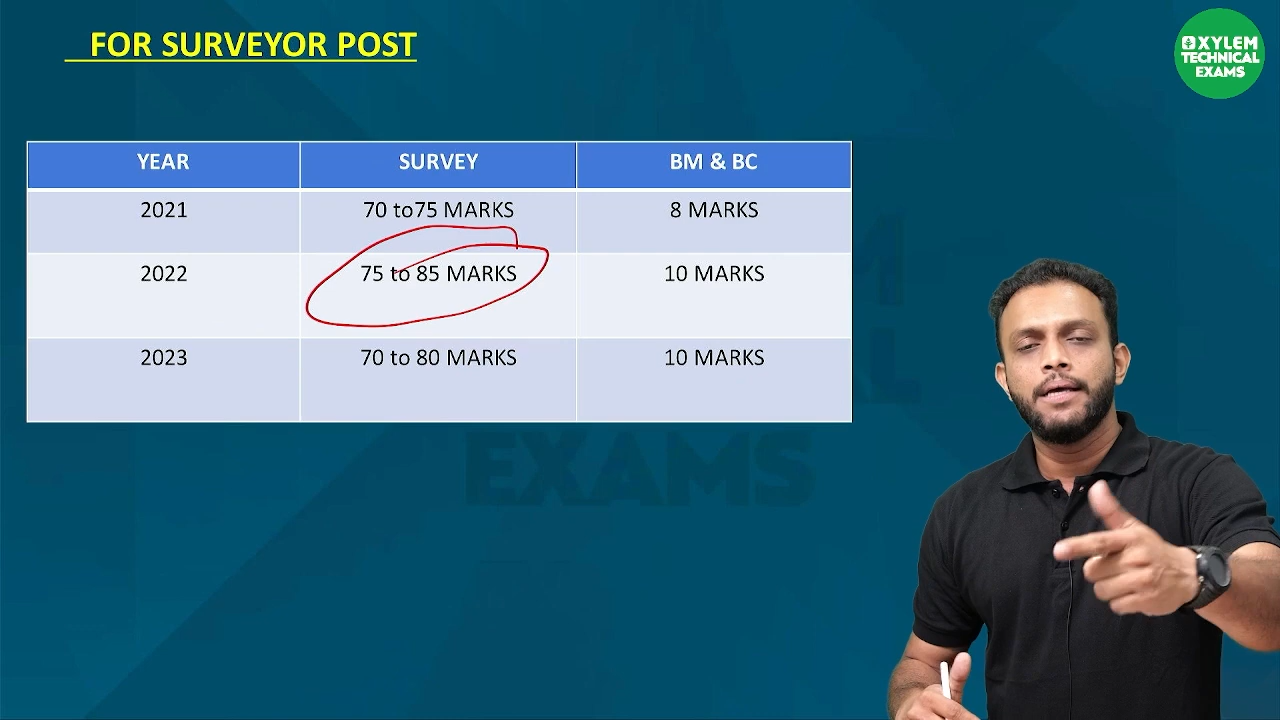 FOR SURVEYOR POST
XYLEM
TECHNICAL
EXAMS
YEAR SURVEY BM & BC
2021 70 to75 MARKS 8 MARKS
2022 75 to 85 MARKS 10 MARKS
2023 70 to 80 MARKS 10 MARKS
EXAMS